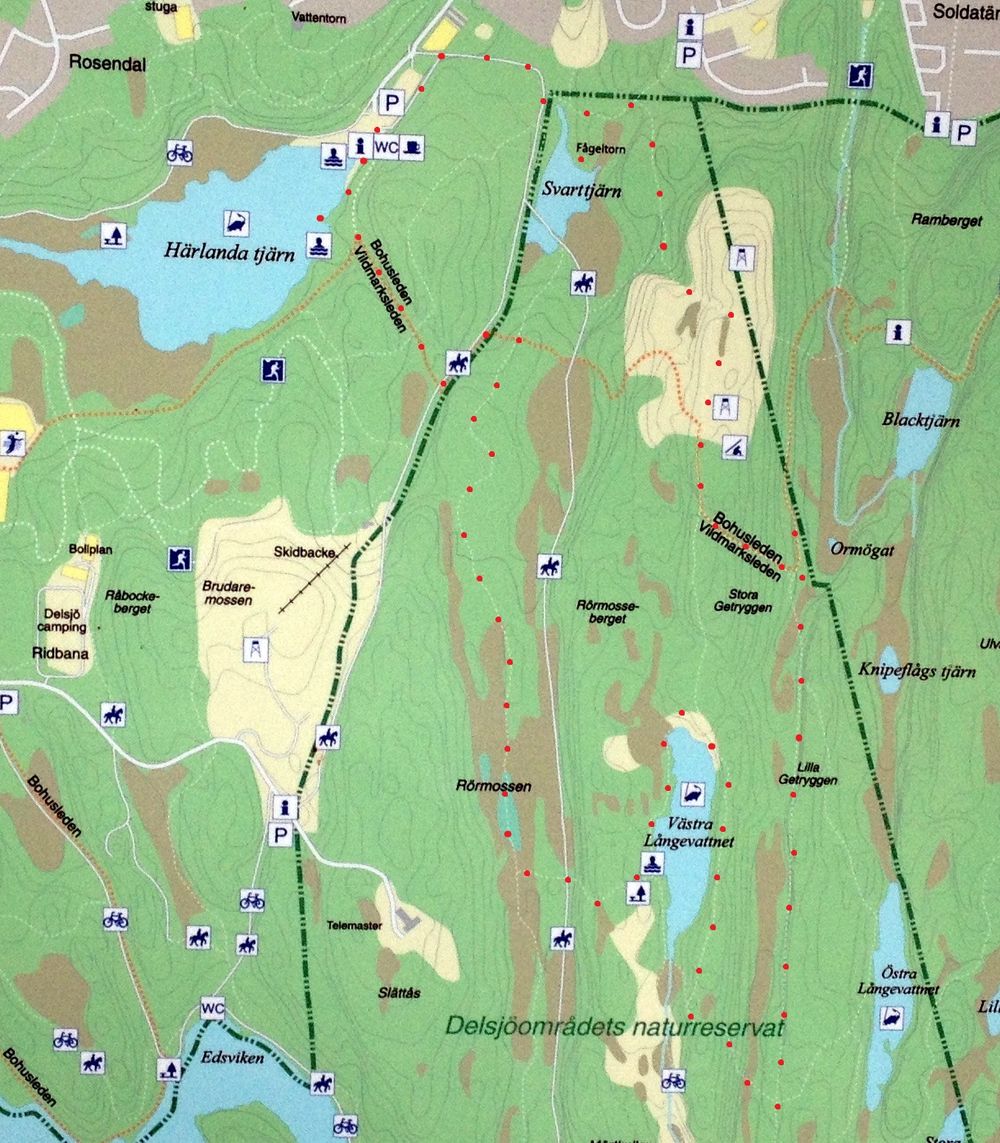 stuga
Vattentorn
Soldatär
Rosendal
i
P
P
i
P
i
WC
Fågeltorn
Svarttjärn
Ramberget
Härlanda tjärn
Bohusleden
Vildmarksleden
i
Blacktjärn
Bohusleden
Vildmarksleden
Ormögat
Skidbacke
Bollplan
Brudare-
mossen
Råbocke-
berget
Stora
Getryggen
Rörmosse-
berget
Delsjö
camping
Ridbana
Ulv
Knipeflågs tjärn
P
Lilla
Getryggen
Rörmossen
Bohusleden
i
P
Västra
Långevattnet
Telemaster
Slättås
Östra
Långevattnet
Lil
WC
Delsjöområdets naturreservat
Edsviken
Bohusleden
Stora